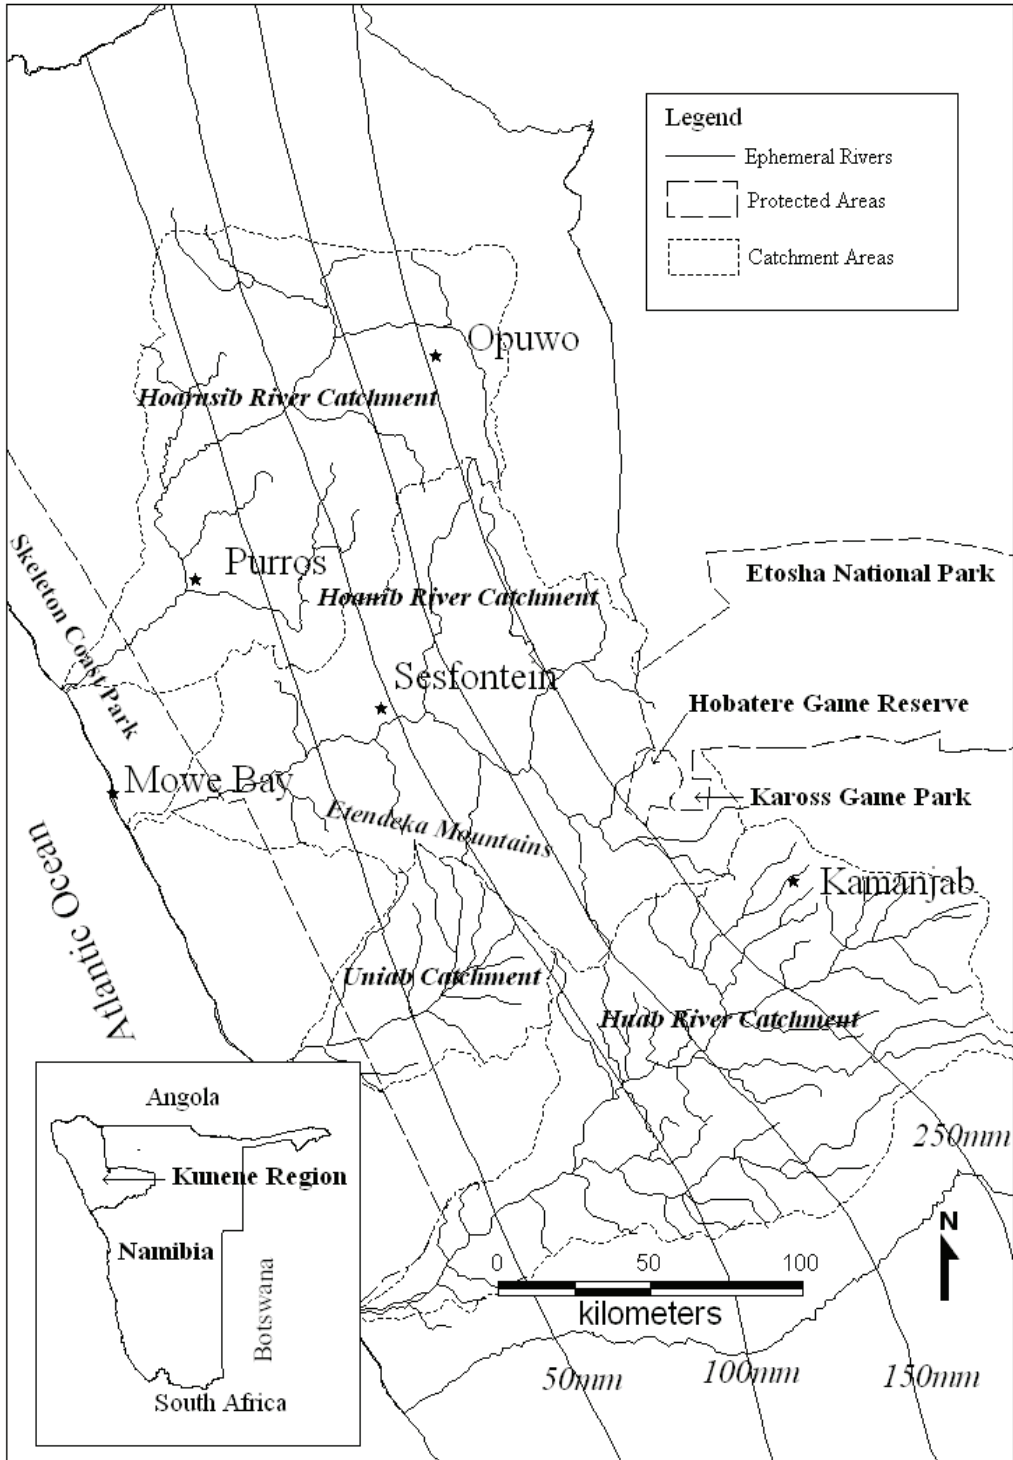 Legend
Ephemeral Rivers
Protected Areas
Catchment Areas
Opuwo
Hoarusib River Catchment
Skeleton Coast Park
Purros
Etosha National Park
Hoanib River Catchment
Sesfontein
Hobatere Game Reserve
Mowe Bay
Kaross Game Park
Etendeka Mountains
Kamanjab
Atlantic Ocean
Uniab Catchment
Huab River Catchment
Angola
Kunene Region
Namibia
Botswana
South Africa
250mm
N
0 50 100
kilometers
50mm
100mm
150mm